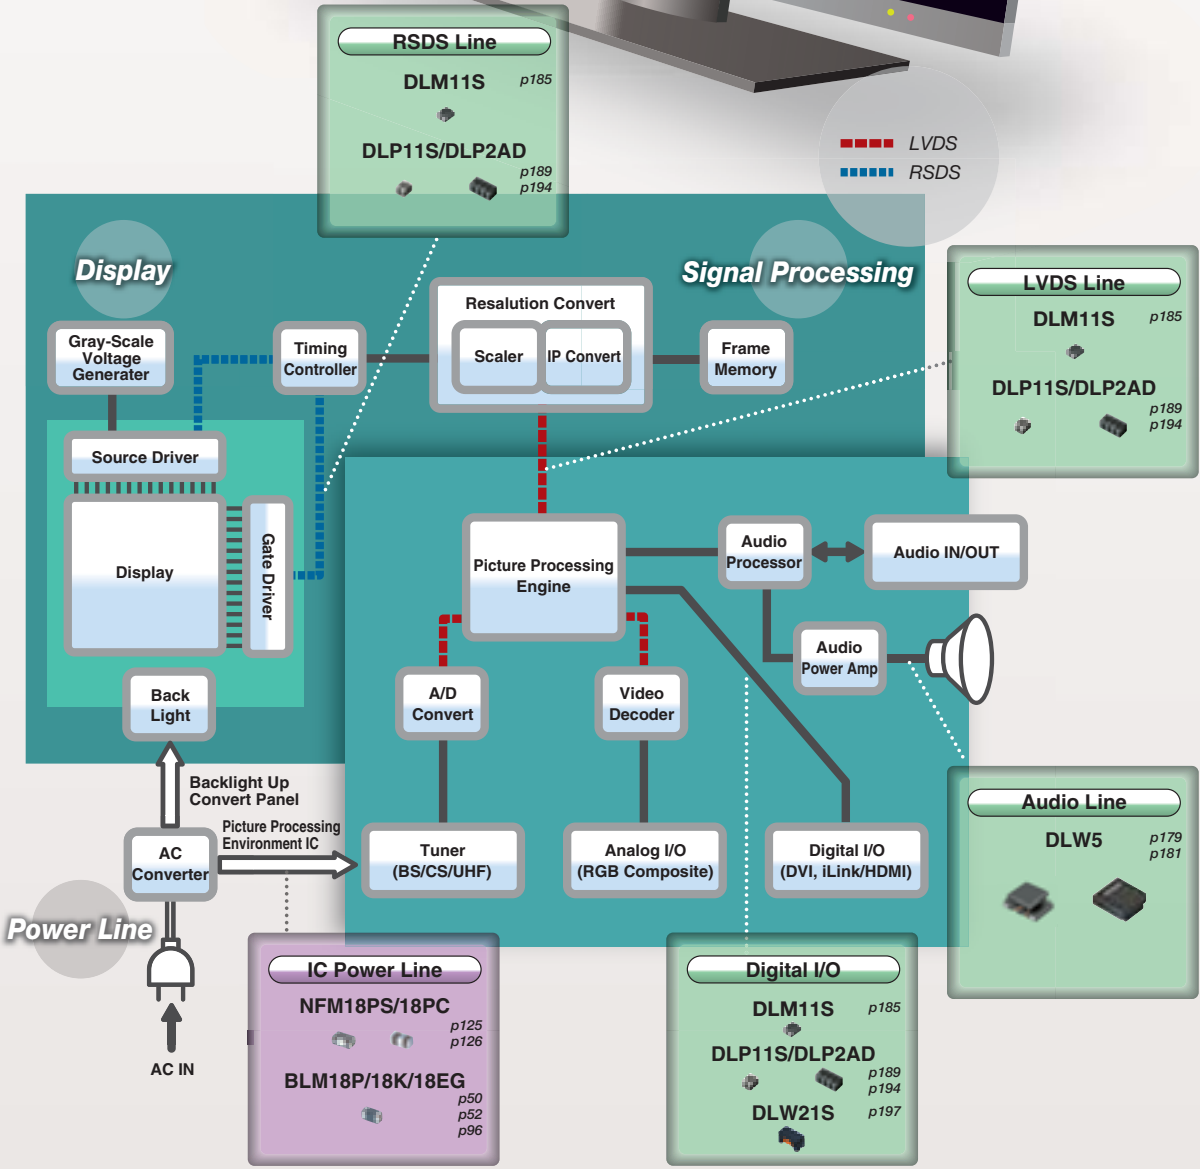 RSDS Line
DLM11S p185
DLP11S/DLP2AD
p189
p194
LVDS
RSDS
Display
Signal Processing
LVDS Line
DLM11S p185
DLP11S/DLP2AD
p189
p194
Gray-Scale
Voltage
Generater
Timing
Controller
Resalution Convert
Scaler
IP Convert
Frame
Memory
Source Driver
Display
Gate Driver
Back
Light
Picture Processing
Engine
Audio
Processor
Audio IN/OUT
Audio
Power Amp
A/D
Convert
Video
Decoder
Backlight Up
Convert Panel
Picture Processing
Environment IC
AC
Converter
Tuner
(BS/CS/UHF)
Analog I/O
(RGB Composite)
Digital I/O
(DVI, iLink/HDMI)
Audio Line
DLW5
p179
p181
Power Line
AC IN
IC Power Line
NFM18PS/18PC
p125
p126
BLM18P/18K/18EG
p50
p52
p96
Digital I/O
DLM11S p185
DLP11S/DLP2AD
p189
p194
DLW21S p197